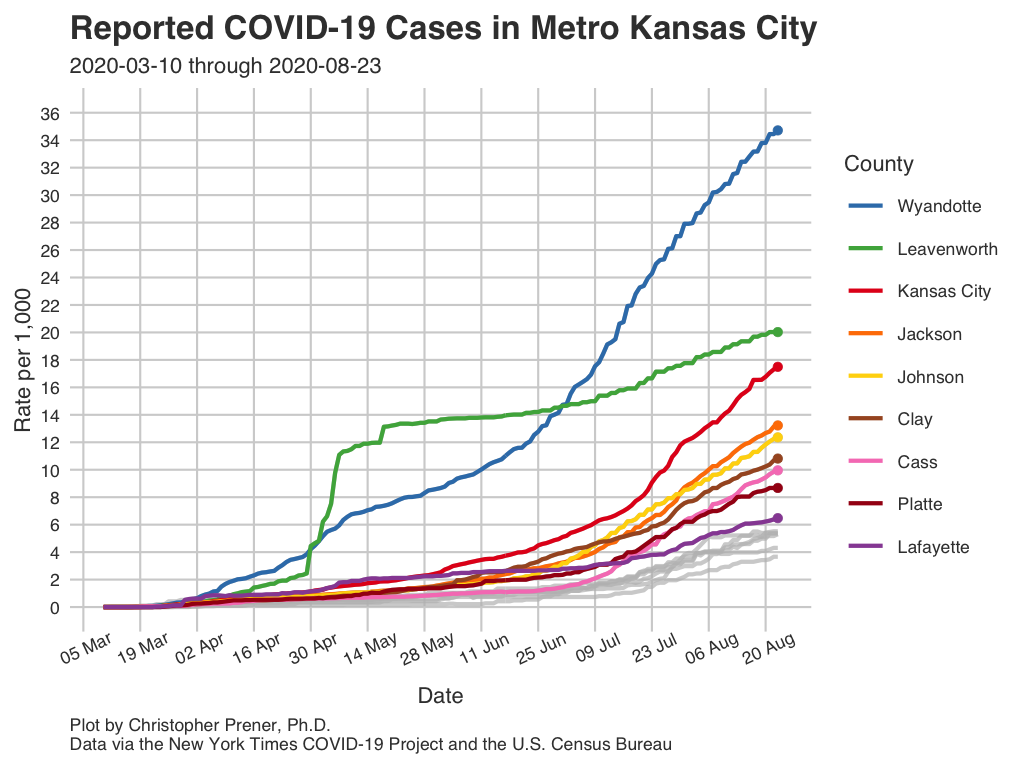 Reported COVID-19 Cases in Metro Kansas City
2020-03-10 through 2020-08-23
Rate per 1,000
36
34
32
30
28
26
24
22
20
18
16
14
12
10
8
6
4
2
0
05 Mar
19 Mar
02 Apr
16 Apr
30 Apr
14 May
28 May
11 Jun
25 Jun
09 Jul
23 Jul
06 Aug
20 Aug
Date
County
Wyandotte
Leavenworth
Kansas City
Jackson
Johnson
Clay
Cass
Platte
Lafayette
Plot by Christopher Prener, Ph.D.
Data via the New York Times COVID-19 Project and the U.S. Census Bureau